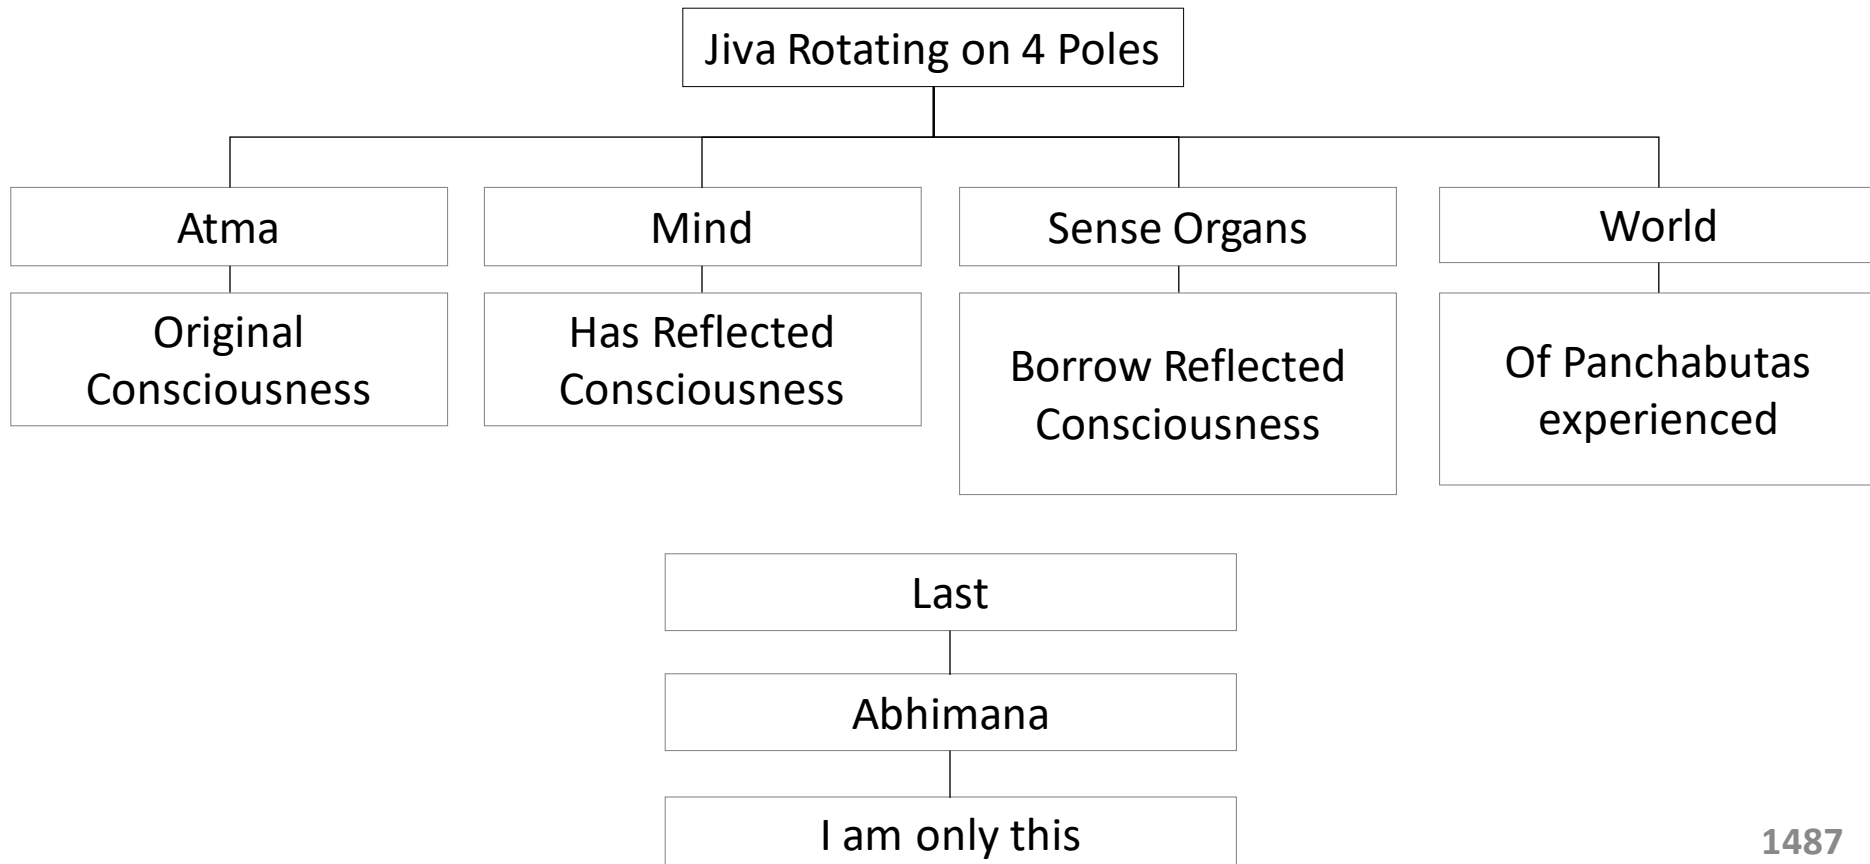 Jiva Rotating on 4 Poles
Atma
Mind
Sense Organs
World
Original
Consciousness
Has Reflected
Consciousness
Borrow Reflected
Consciousness
Of Panchabutas
experienced
Last
Abhimana
I am only this
1487